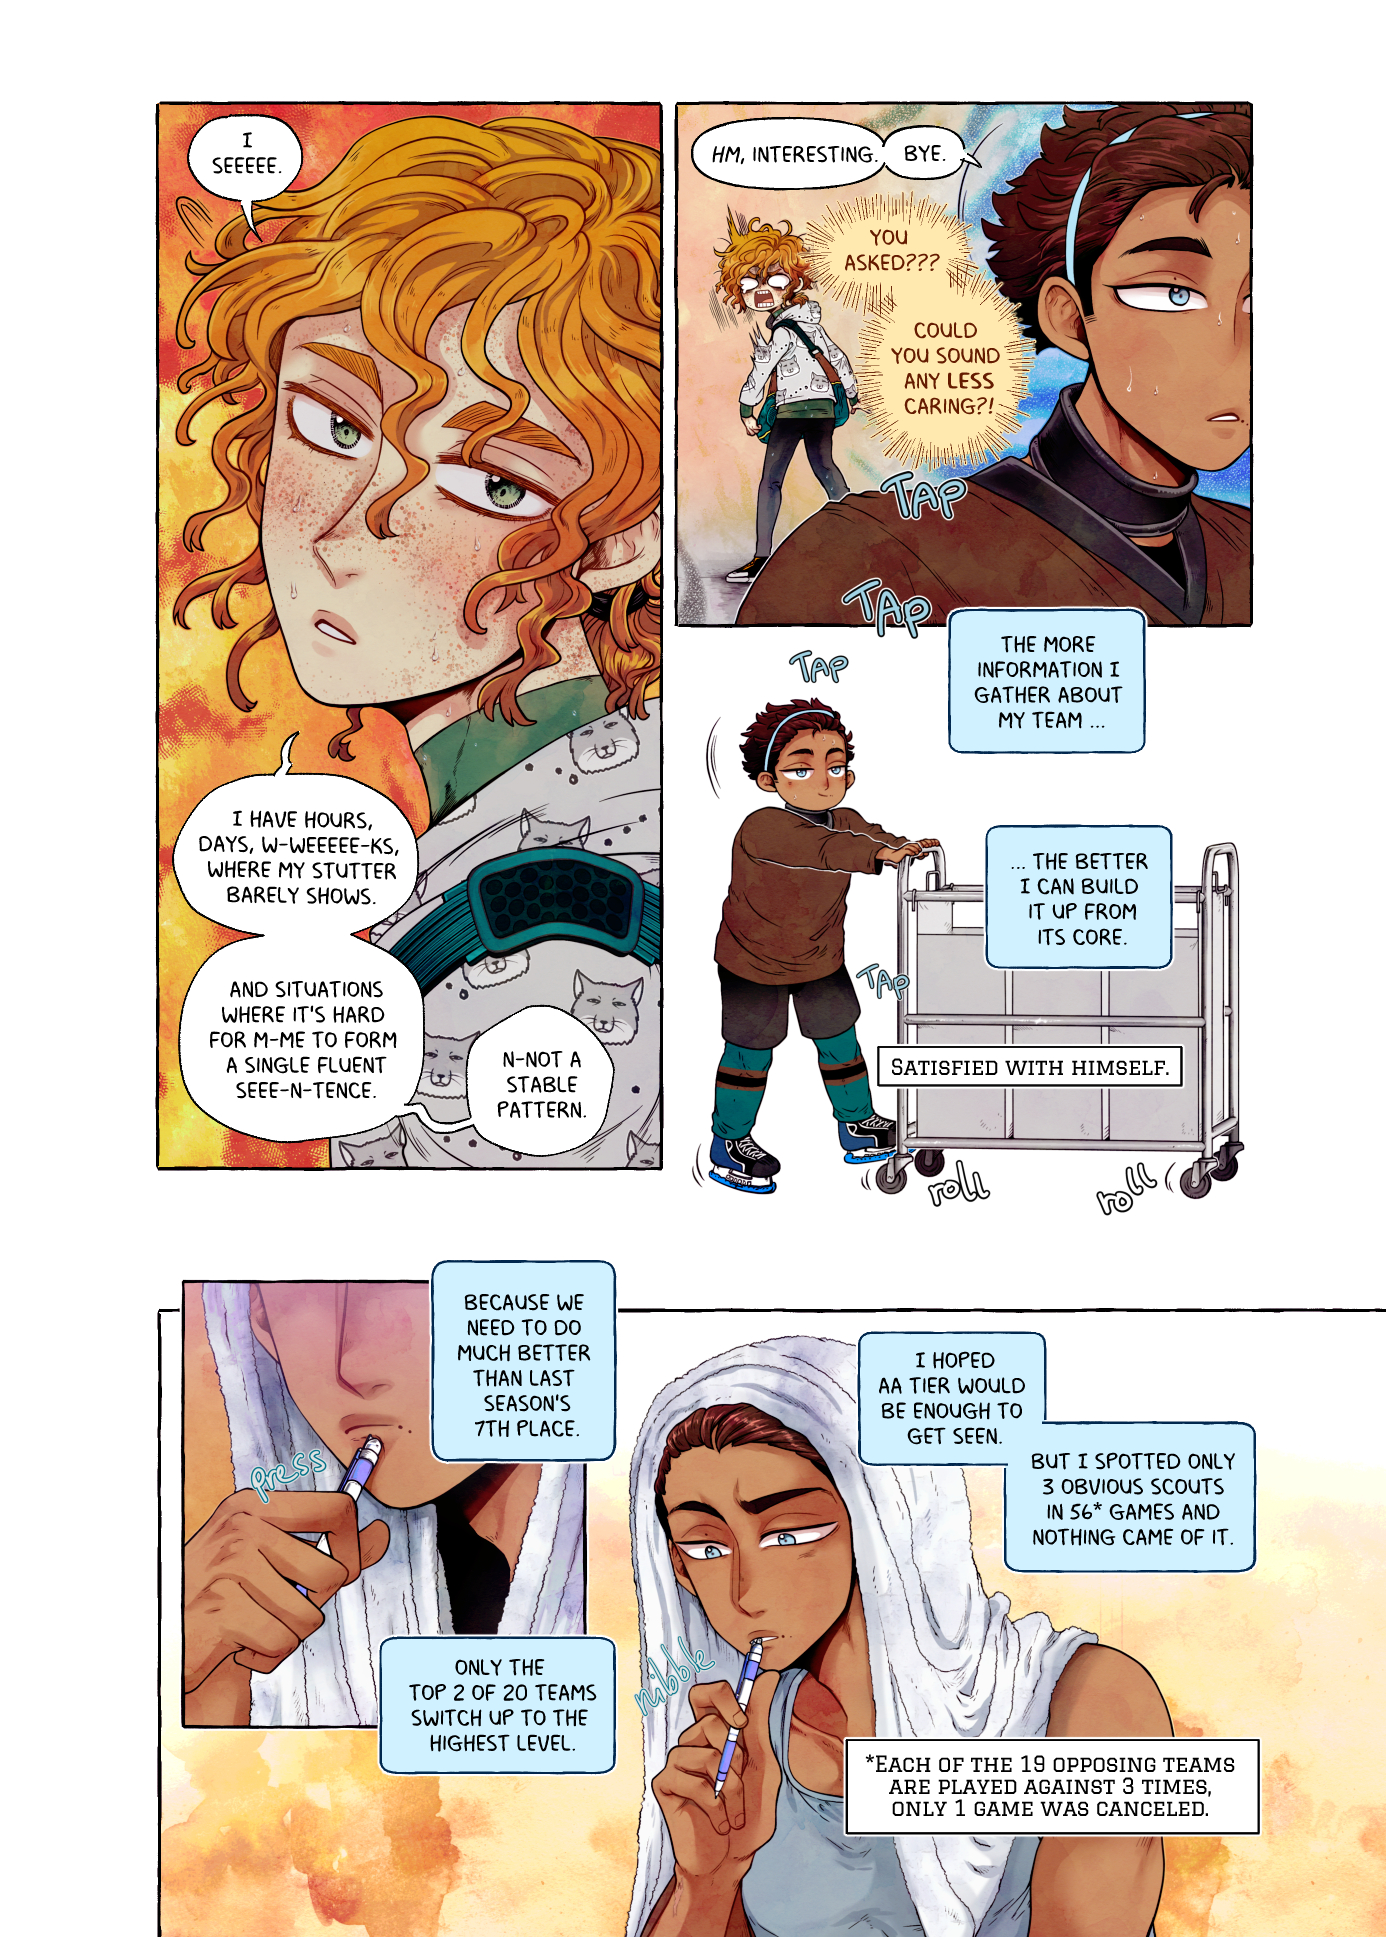 I
SEEEEE.
I HAVE HOURS,
DAYS, W-WEEEEE-KS,
WHERE MY STUTTER
BARELY SHOWS.
AND SITUATIONS
WHERE IT'S HARD
FOR M-ME TO FORM
A SINGLE FLUENT
SEEE-N-TENCE.
N-NOT A
STABLE
PATTERN.
HM, INTERESTING.
BYE.
YOU
ASKED???
COULD
YOU SOUND
ANY LESS
CARING?!
TAP
TAP
TAP
THE MORE
INFORMATION I
GATHER ABOUT
MY TEAM ...
... THE BETTER
I CAN BUILD
IT UP FROM
ITS CORE.
TAP
SATISFIED WITH HIMSELF.
roll
roll
BECAUSE WE
NEED TO DO
MUCH BETTER
THAN LAST
SEASON'S
7TH PLACE.
press
ONLY THE
TOP 2 OF 20 TEAMS
SWITCH UP TO THE
HIGHEST LEVEL.
I HOPED
AA TIER WOULD
BE ENOUGH TO
GET SEEN.
BUT I SPOTTED ONLY
3 OBVIOUS SCOUTS
IN 56* GAMES AND
NOTHING CAME OF IT.
nibble
*EACH OF THE 19 OPPOSING TEAMS
ARE PLAYED AGAINST 3 TIMES,
ONLY 1 GAME WAS CANCELED.